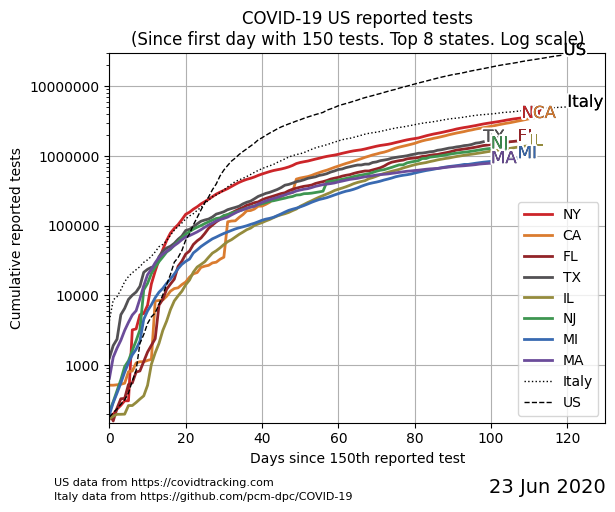 COVID-19 US reported tests
(Since first day with 150 tests. Top 8 states. Log scale)
US
Italy
NY CA
TX FL IL
NJ MI
MA
10000000
1000000
100000
10000
1000
Cumulative reported tests
NY
CA
FL
TX
IL
NJ
MI
MA
Italy
US
0 20 40 60 80 100 120
Days since 150th reported test
US data from https://covidtracking.com
Italy data from https://github.com/pcm-dpc/COVID-19
23 Jun 2020